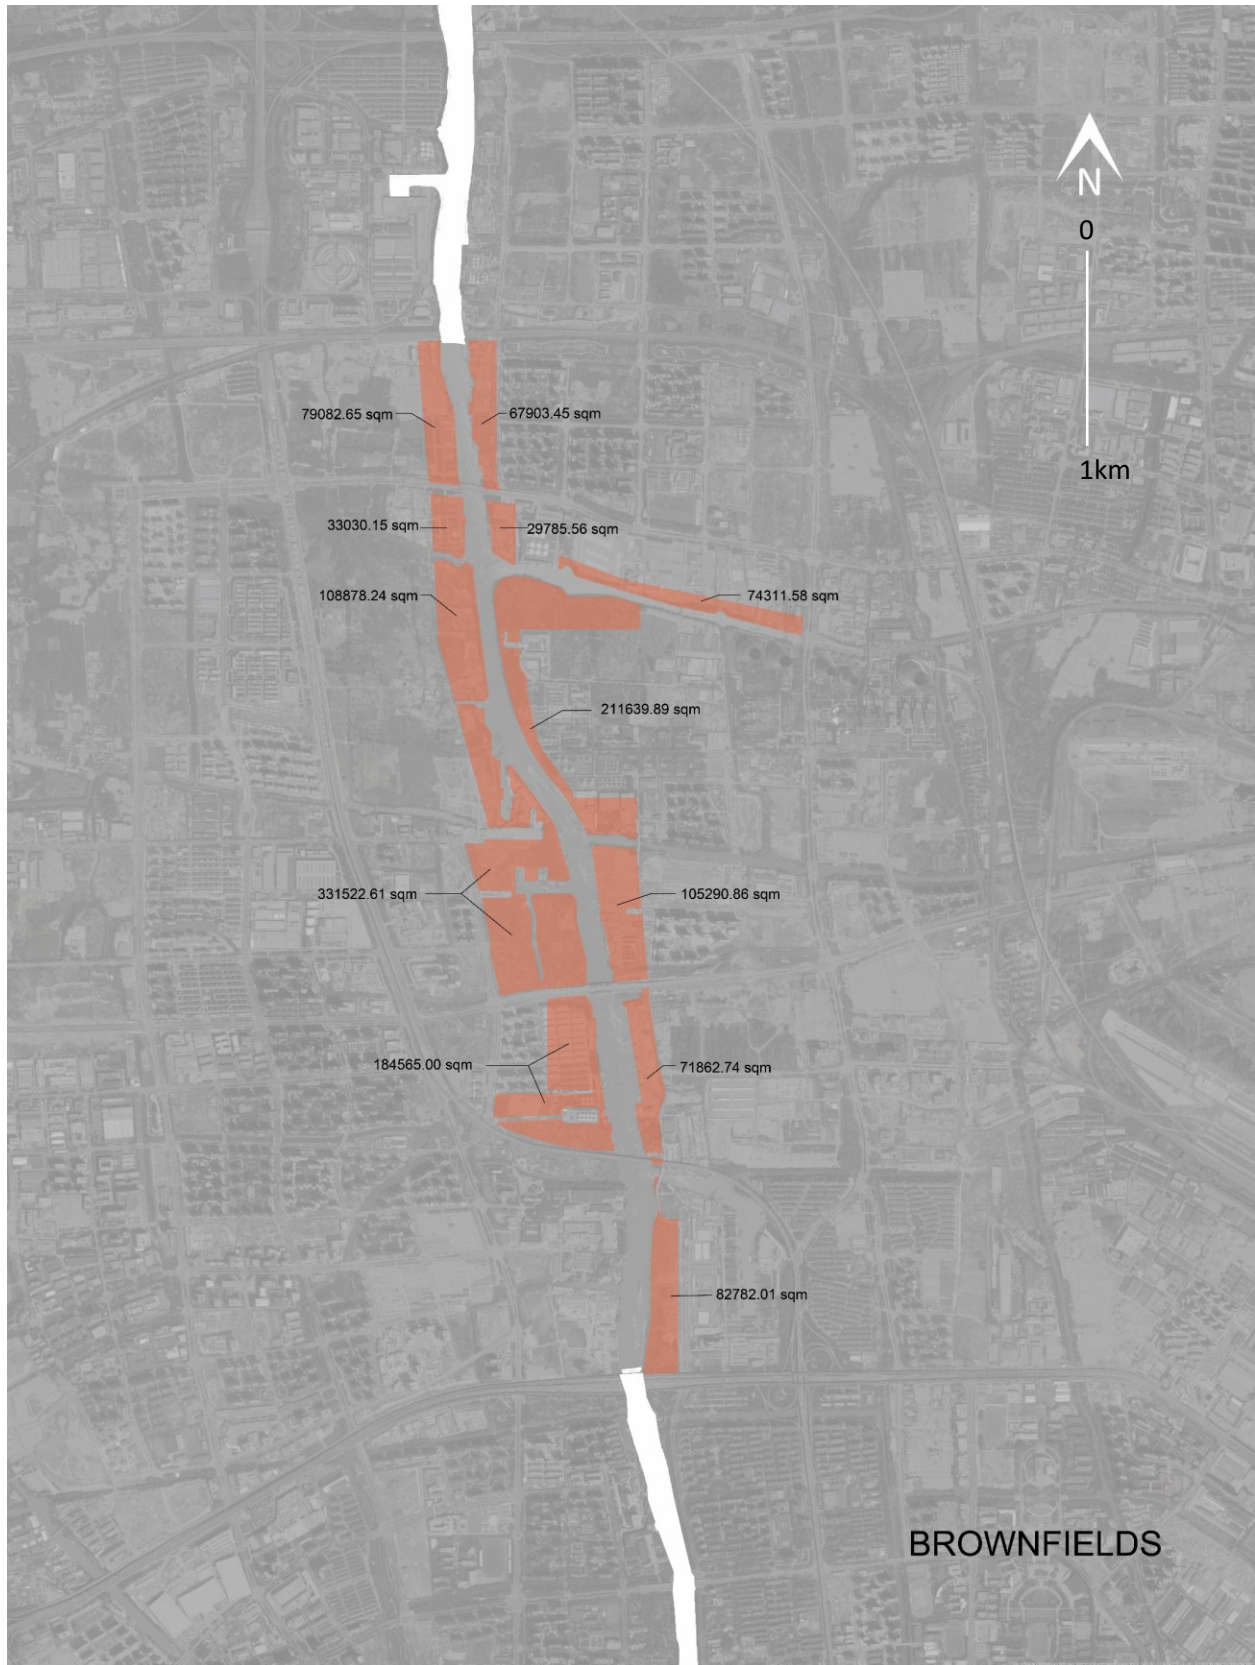 N
0
1km
79082.65 sqm
67903.45 sqm
33030.15 sqm
29785.56 sqm
108878.24 sqm
74311.58 sqm
211639.89 sqm
331522.61 sqm
105290.86 sqm
184565.00 sqm
71862.74 sqm
82782.01 sqm
BROWNFIELDS